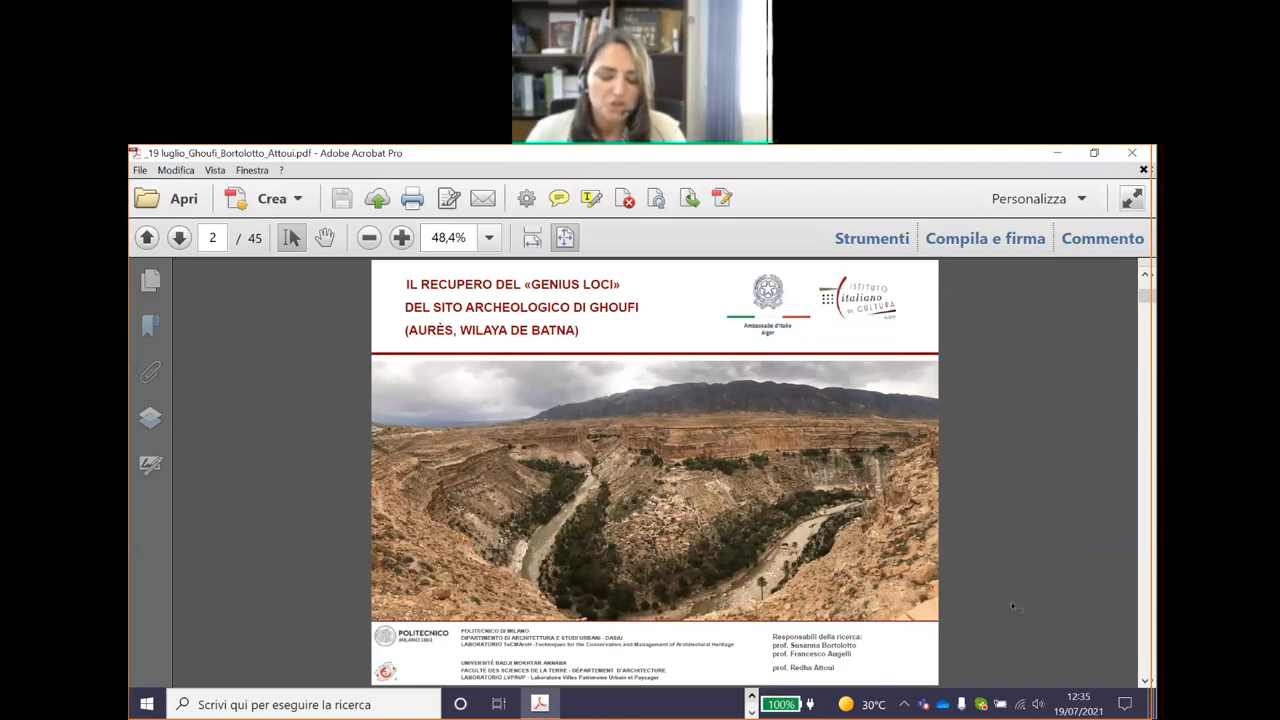 _19 luglio_Ghoufi_Bortolotto_Attoui.pdf - Adobe Acrobat Pro
File Modifica Vista Finestra ?
Apri Crea Personalizza
2 / 45 48,4% Strumenti Compila e firma Commento
IL RECUPERO DEL «GENIUS LOCI»
DEL SITO ARCHEOLOGICO DI GHOUFI
(AURÈS, WILAYA DE BATNA)
Ambasciata d'Italia
Alger
ISTITUTO
italiano
DI CULTURA
POLITECNICO
MILANO 1863
POLITECNICO DI MILANO
DIPARTIMENTO DI ARCHITETTURA E STUDI URBANI - DAStU
LABORATORIO TeCMArcH -Techniques for the Conservation and Management of Architectural Heritage
UNIVERSITÉ BADJI MOKHTAR ANNABA
FACULTÉ DES SCIENCES DE LA TERRE - DÉPARTEMENT D'ARCHITECTURE
LABORATORIO LVPAUP - Laboratoire Villes Patrimoine Urbain et Paysager
Responsabili della ricerca:
prof. Susanna Bortolotto
prof. Francesco Augelli
prof. Redha Attoui
Scrivi qui per eseguire la ricerca
100%
30°C
12:35
19/07/2021